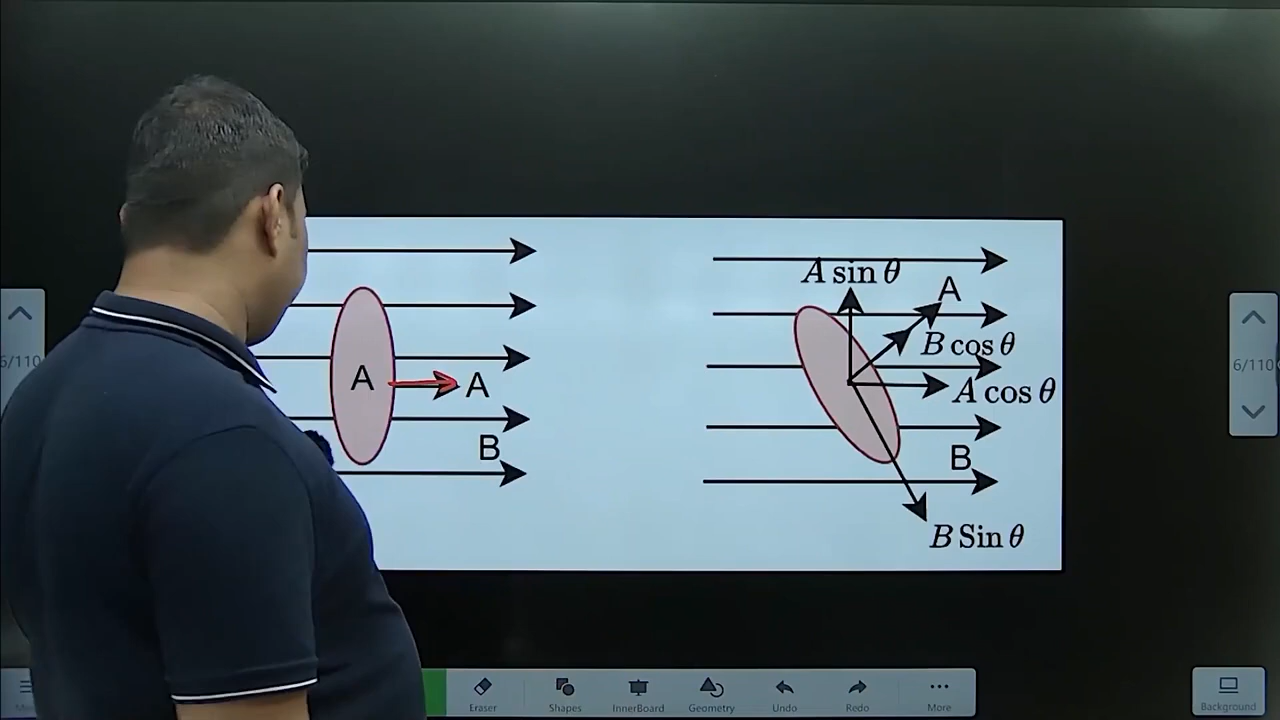 A sin θ
A
B cos θ
A
A
A cos θ
B
B
B Sin θ
6/110
6/110
Eraser
Shapes
InnerBoard
Geometry
Undo
Redo
More
Background